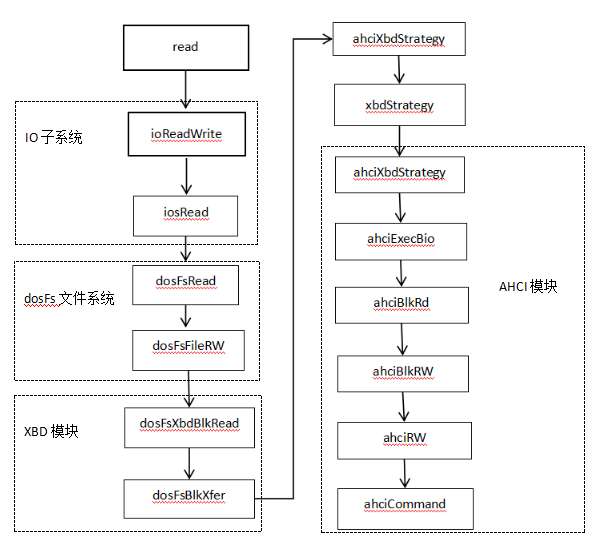 read
IO 子系统
ioReadWrite
iosRead
dosFs 文件系统
dosFsRead
dosFsFileRW
XBD 模块
dosFsXbdBlkRead
dosFsBlkXfer
ahciXbdStrategy
xbdStrategy
ahciXbdStrategy
ahciExecBio
AHCI 模块
ahciBlkRd
ahciBlkRW
ahciRW
ahciCommand